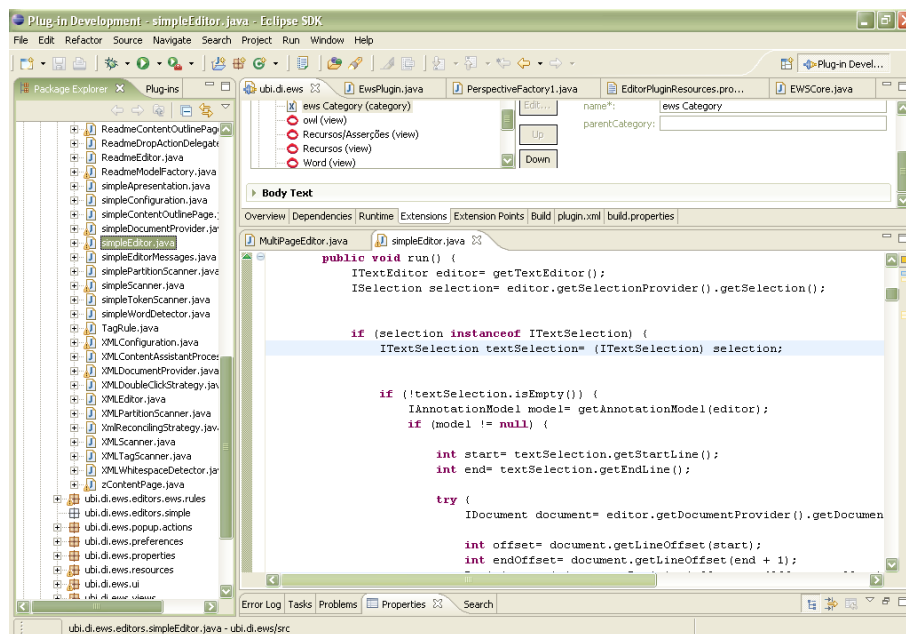 Plug-in Development - simpleEditor.java - Eclipse SDK
File Edit Refactor Source Navigate Search Project Run Window Help
Plug-in Devel...
Package Explorer Plug-ins
ReadmeContentOutlinePag
ReadmeDropActionDelegate
ReadmeEditor.java
ReadmeModelFactory.java
simpleApresentation.java
simpleConfiguration.java
simpleContentOutlinePage.
simpleDocumentProvider.jav
simpleEditor.java
simpleEditorMessages.java
simplePartitionScanner.java
simpleScanner.java
simpleTokenScanner.java
simpleWordDetector.java
TagRule.java
XMLConfiguration.java
XMLContentAssistantProces
XMLDocumentProvider.java
XMLDoubleClickStrategy.jav
XMLEditor.java
XMLPartitionScanner.java
XmlReconcilingStrategy.jav
XMLScanner.java
XMLTagScanner.java
XMLWhitespaceDetector.jav
zContentPage.java
ubi.di.ews.editors.ews.rules
ubi.di.ews.editors.simple
ubi.di.ews.popup.actions
ubi.di.ews.preferences
ubi.di.ews.properties
ubi.di.ews.resources
ubi.di.ews.ui
ubi.di.ews.views
ubi.di.ews EwsPlugin.java PerspectiveFactory1.java EditorPluginResources.pro... EWSCore.java
ews Category (category)
owl (view)
Recursos/Asserções (view)
Recursos (view)
Word (view)
Edit...
Up
Down
name*: ews Category
parentCategory:
Body Text
Overview Dependencies Runtime Extensions Extension Points Build plugin.xml build.properties
MultiPageEditor.java simpleEditor.java
public void run() {
ITextEditor editor= getTextEditor();
ISelection selection= editor.getSelectionProvider().getSelection();
if (selection instanceof ITextSelection) {
ITextSelection textSelection= (ITextSelection) selection;
if (!textSelection.isEmpty()) {
IAnnotationModel model= getAnnotationModel(editor);
if (model != null) {
int start= textSelection.getStartLine();
int end= textSelection.getEndLine();
try {
IDocument document= editor.getDocumentProvider().getDocumen
int offset= document.getLineOffset(start);
int endOffset= document.getLineOffset(end + 1);
Error Log Tasks Problems Properties Search
ubi.di.ews.editors.simpleEditor.java - ubi.di.ews/src